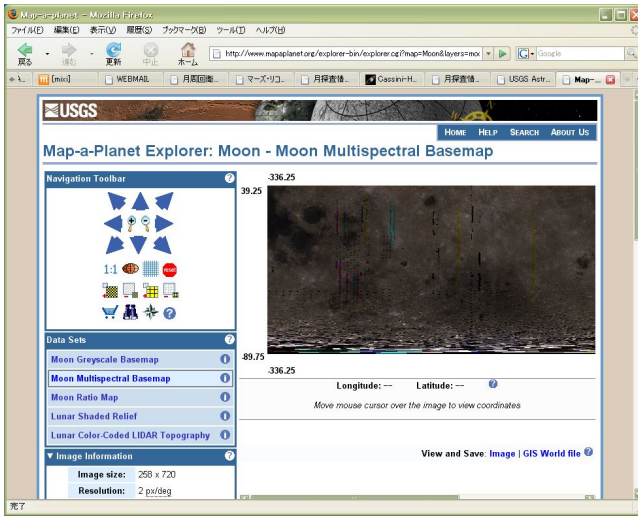 Map-a-planet - Mozilla Firefox
ファイル(F) 編集(E) 表示(V) 履歴(S) ブックマーク(B) ツール(T) ヘルプ(H)
戻る 進む 更新 中止 ホーム http://www.mapaplanet.org/explorer-bin/explorer.cgi?map=Moon&layers=moc Google
[mixi] WEBMAIL 月周回衛... マーズ・リコ... 月探査情... Cassini-H... 月探査情... USGS Astr... Map-...
USGS
HOME HELP SEARCH ABOUT US
Map-a-Planet Explorer: Moon - Moon Multispectral Basemap
Navigation Toolbar ?
1:1 reset
?
Data Sets ?
Moon Greyscale Basemap i
Moon Multispectral Basemap i
Moon Ratio Map i
Lunar Shaded Relief i
Lunar Color-Coded LIDAR Topography i
▼ Image Information ?
Image size: 258 x 720
Resolution: 2 px/deg
-336.25
39.25
-89.75
-336.25
Longitude: -- Latitude: -- ?
Move mouse cursor over the image to view coordinates
View and Save: Image | GIS World file ?
完了